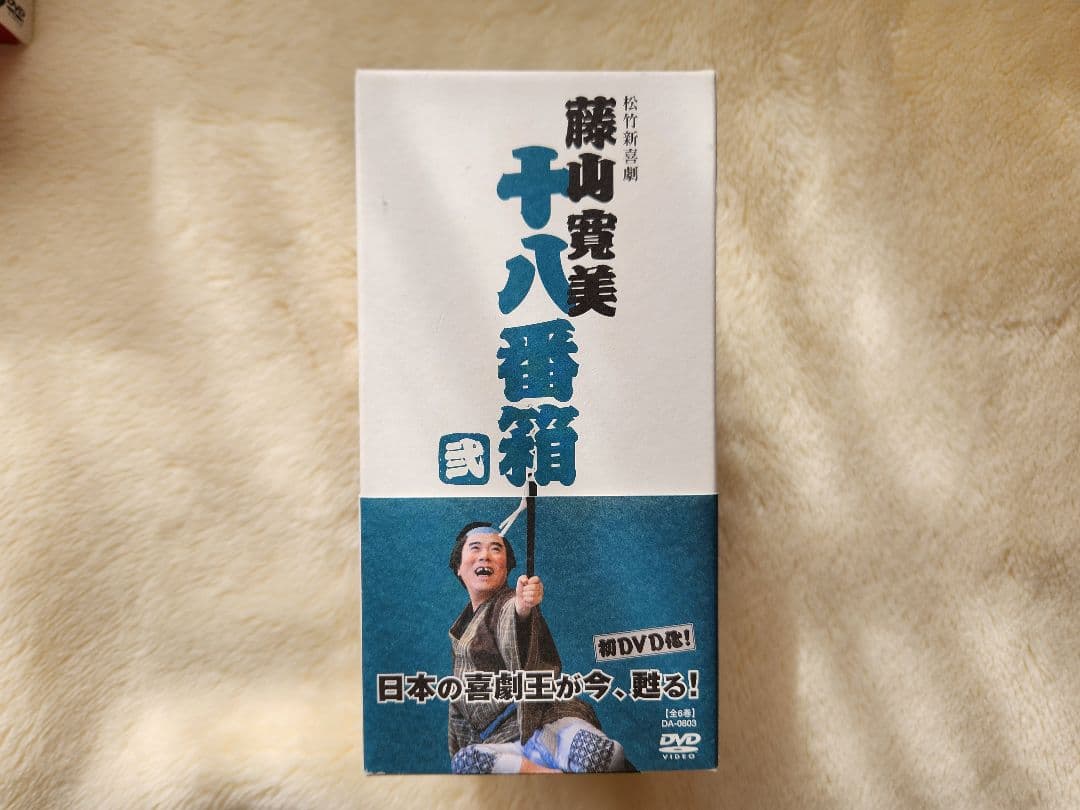 松竹新喜劇
藤山寛美
十八番箱
弐
初DVD化!
日本の喜劇王が今、甦る!
【全6巻】
DA-0803
DVD
VIDEO